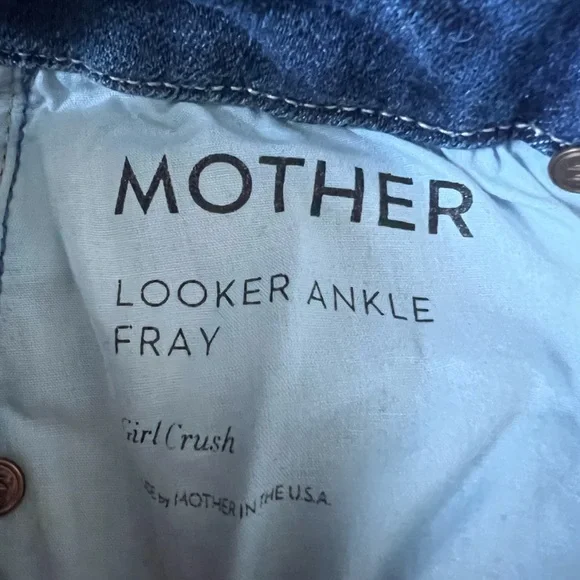 MOTHER
LOOKER ANKLE
FRAY
Girl Crush
by MOTHER IN THE U.S.A.